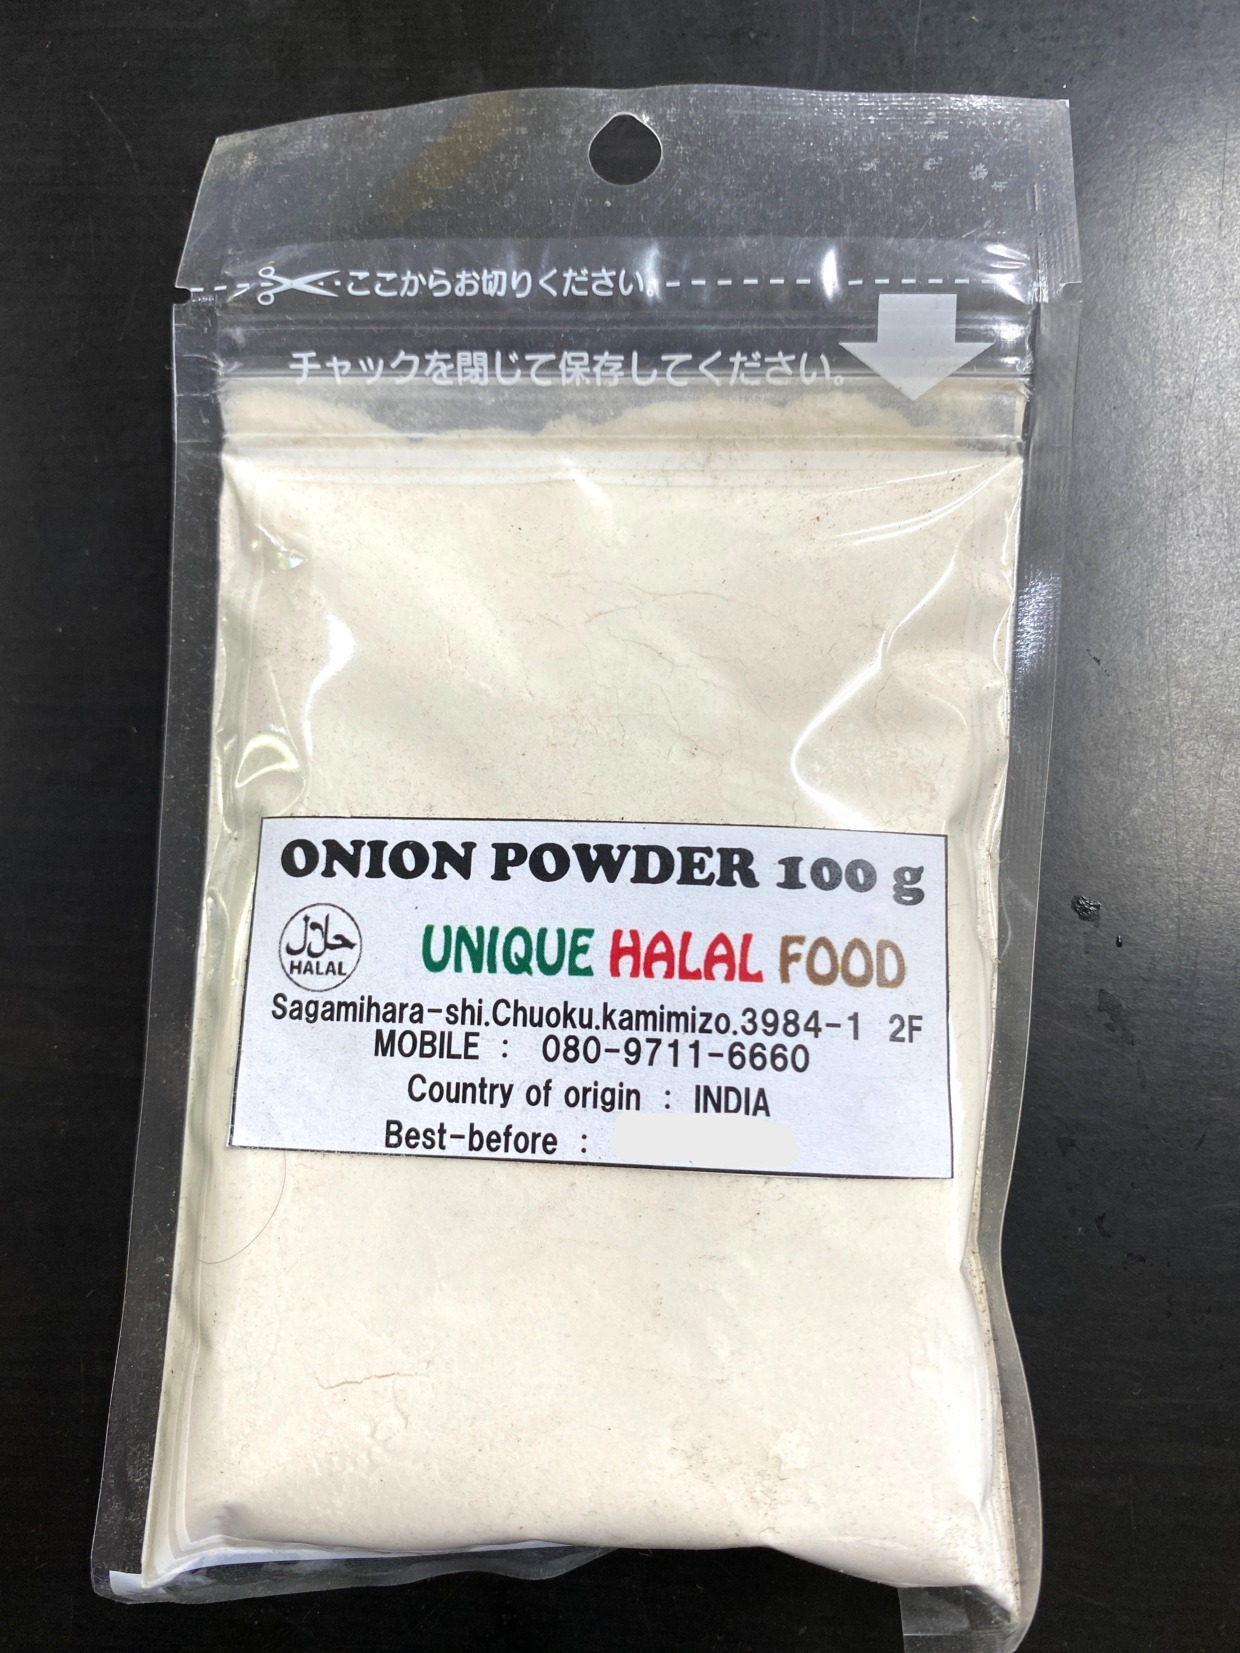 ここからお切りください。
チャックを閉じて保存してください。
ONION POWDER 100 g
حلال
HALAL
UNIQUE HALAL FOOD
Sagamihara-shi.Chuoku.kamimizo.3984-1 2F
MOBILE : 080-9711-6660
Country of origin : INDIA
Best-before :